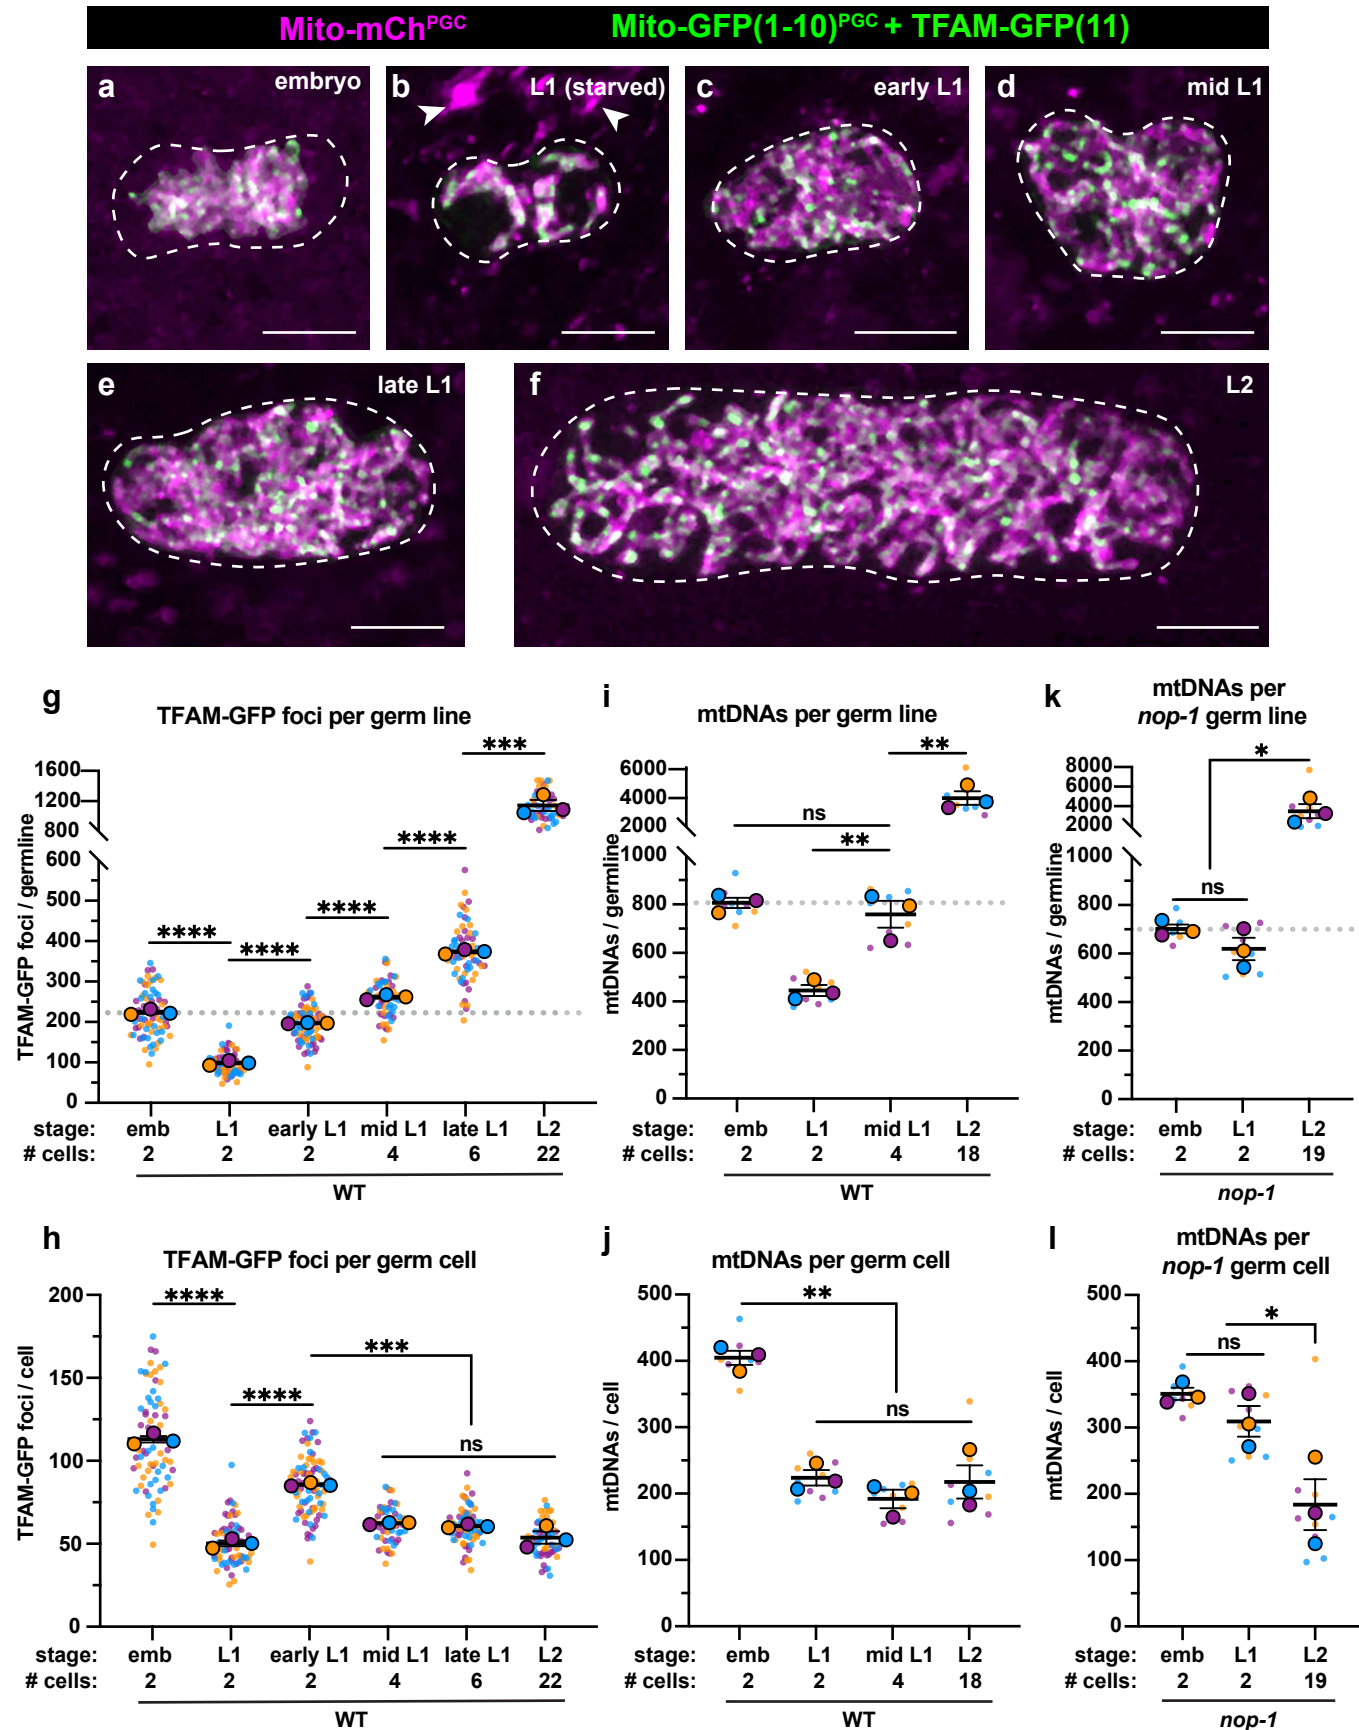 Mito-mChPGC Mito-GFP(1-10)PGC + TFAM-GFP(11)
a embryo
b L1 (starved)
c early L1
d mid L1
e late L1
f L2
g
TFAM-GFP foci per germ line
TFAM-GFP foci / germline
1600
1200
800
600
500
400
300
200
100
0
****
****
****
****
***
stage: emb L1 early L1 mid L1 late L1 L2
# cells: 2 2 2 4 6 22
WT
i
mtDNAs per germ line
mtDNAs / germline
6000
4000
2000
1000
800
600
400
200
0
ns
**
**
stage: emb L1 mid L1 L2
# cells: 2 2 4 18
WT
k
mtDNAs per
nop-1 germ line
mtDNAs / germline
8000
6000
4000
2000
1000
800
600
400
200
0
ns
*
stage: emb L1 L2
# cells: 2 2 19
nop-1
h
TFAM-GFP foci per germ cell
TFAM-GFP foci / cell
200
150
100
50
0
****
****
***
ns
stage: emb L1 early L1 mid L1 late L1 L2
# cells: 2 2 2 4 6 22
WT
j
mtDNAs per germ cell
mtDNAs / cell
500
400
300
200
100
0
**
ns
stage: emb L1 mid L1 L2
# cells: 2 2 4 18
WT
l
mtDNAs per
nop-1 germ cell
mtDNAs / cell
500
400
300
200
100
0
ns
*
stage: emb L1 L2
# cells: 2 2 19
nop-1